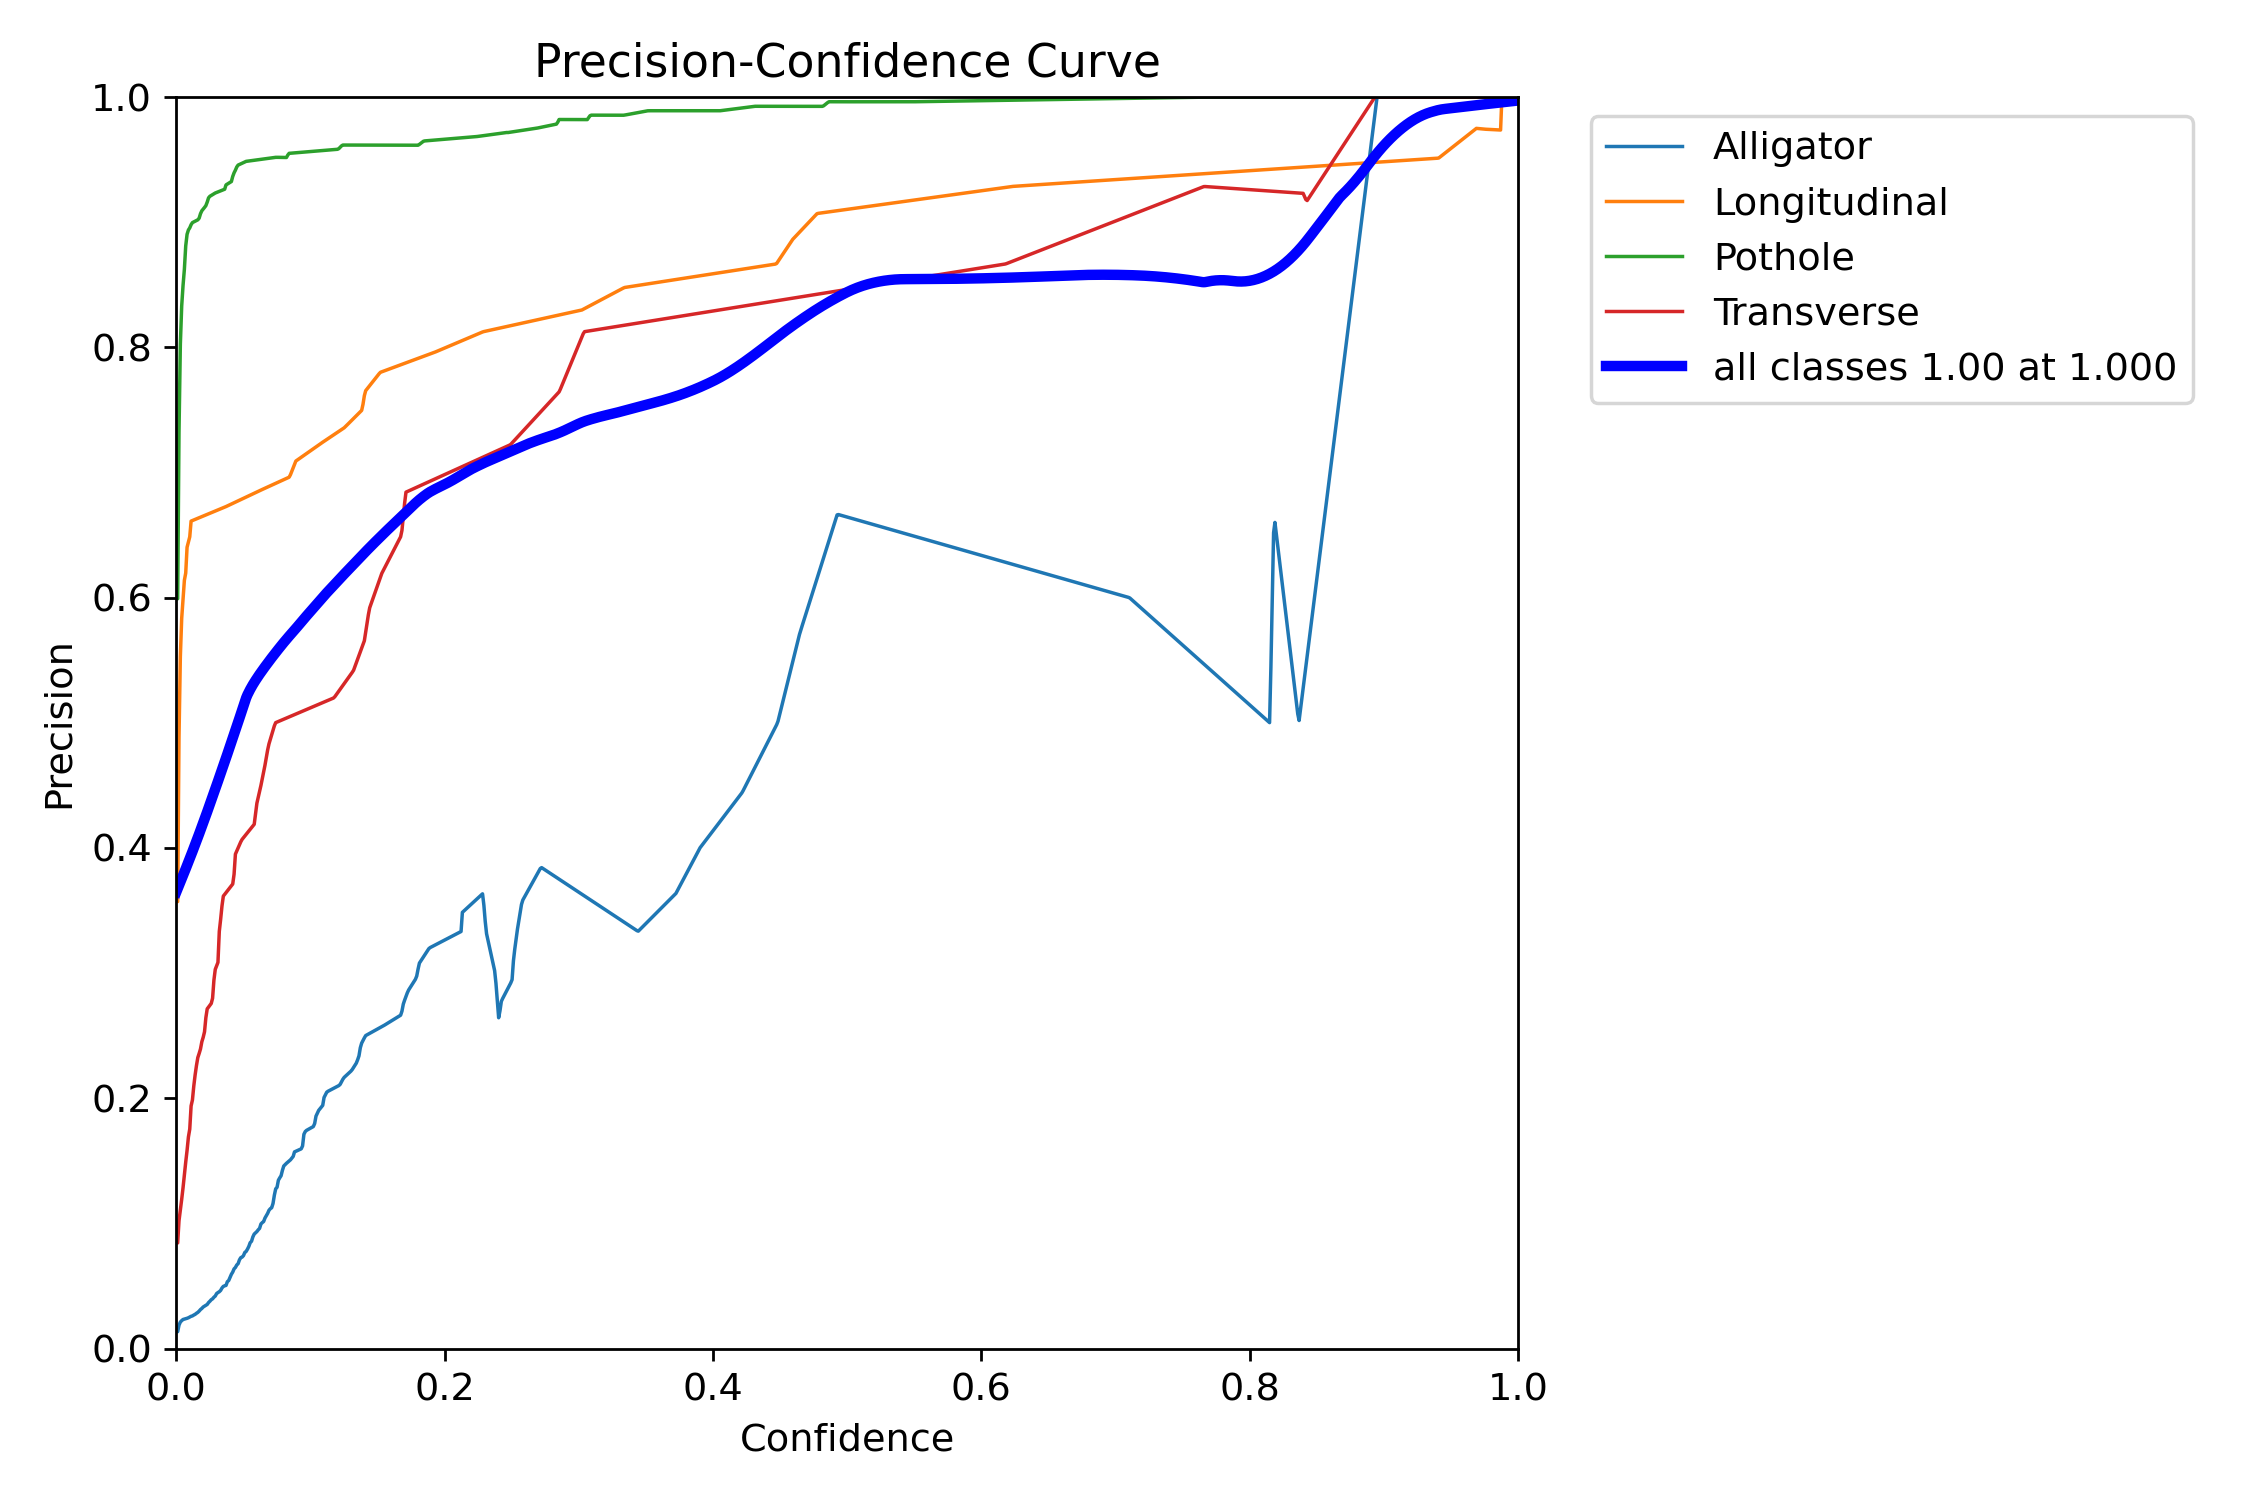 Precision-Confidence Curve
1.0
0.8
0.6
0.4
0.2
0.0
Precision
0.0 0.2 0.4 0.6 0.8 1.0
Confidence
Alligator
Longitudinal
Pothole
Transverse
all classes 1.00 at 1.000